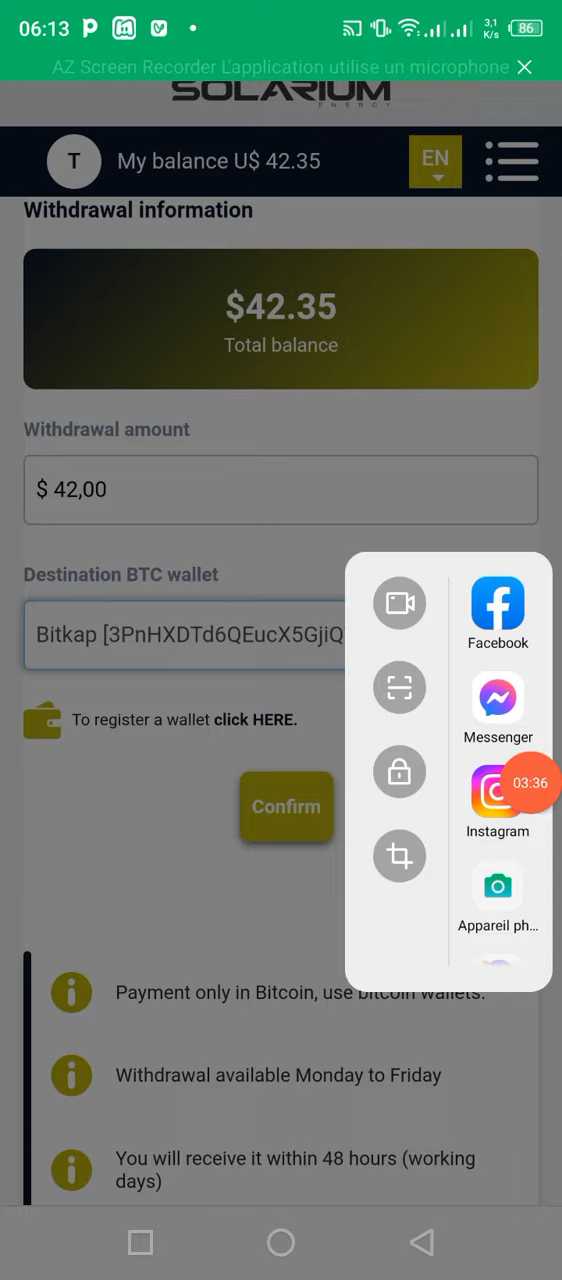 06:13
3,1
K/s
86
AZ Screen Recorder L'application utilise un microphone
SOLARIUM
ENERGY
T
My balance U$ 42.35
EN
Withdrawal information
$42.35
Total balance
Withdrawal amount
$ 42,00
Destination BTC wallet
Bitkap [3PnHXDTd6QEucX5GjiQ
To register a wallet click HERE.
Confirm
Facebook
Messenger
03:36
Instagram
Appareil ph...
Payment only in Bitcoin, use bitcoin wallets.
Withdrawal available Monday to Friday
You will receive it within 48 hours (working
days)